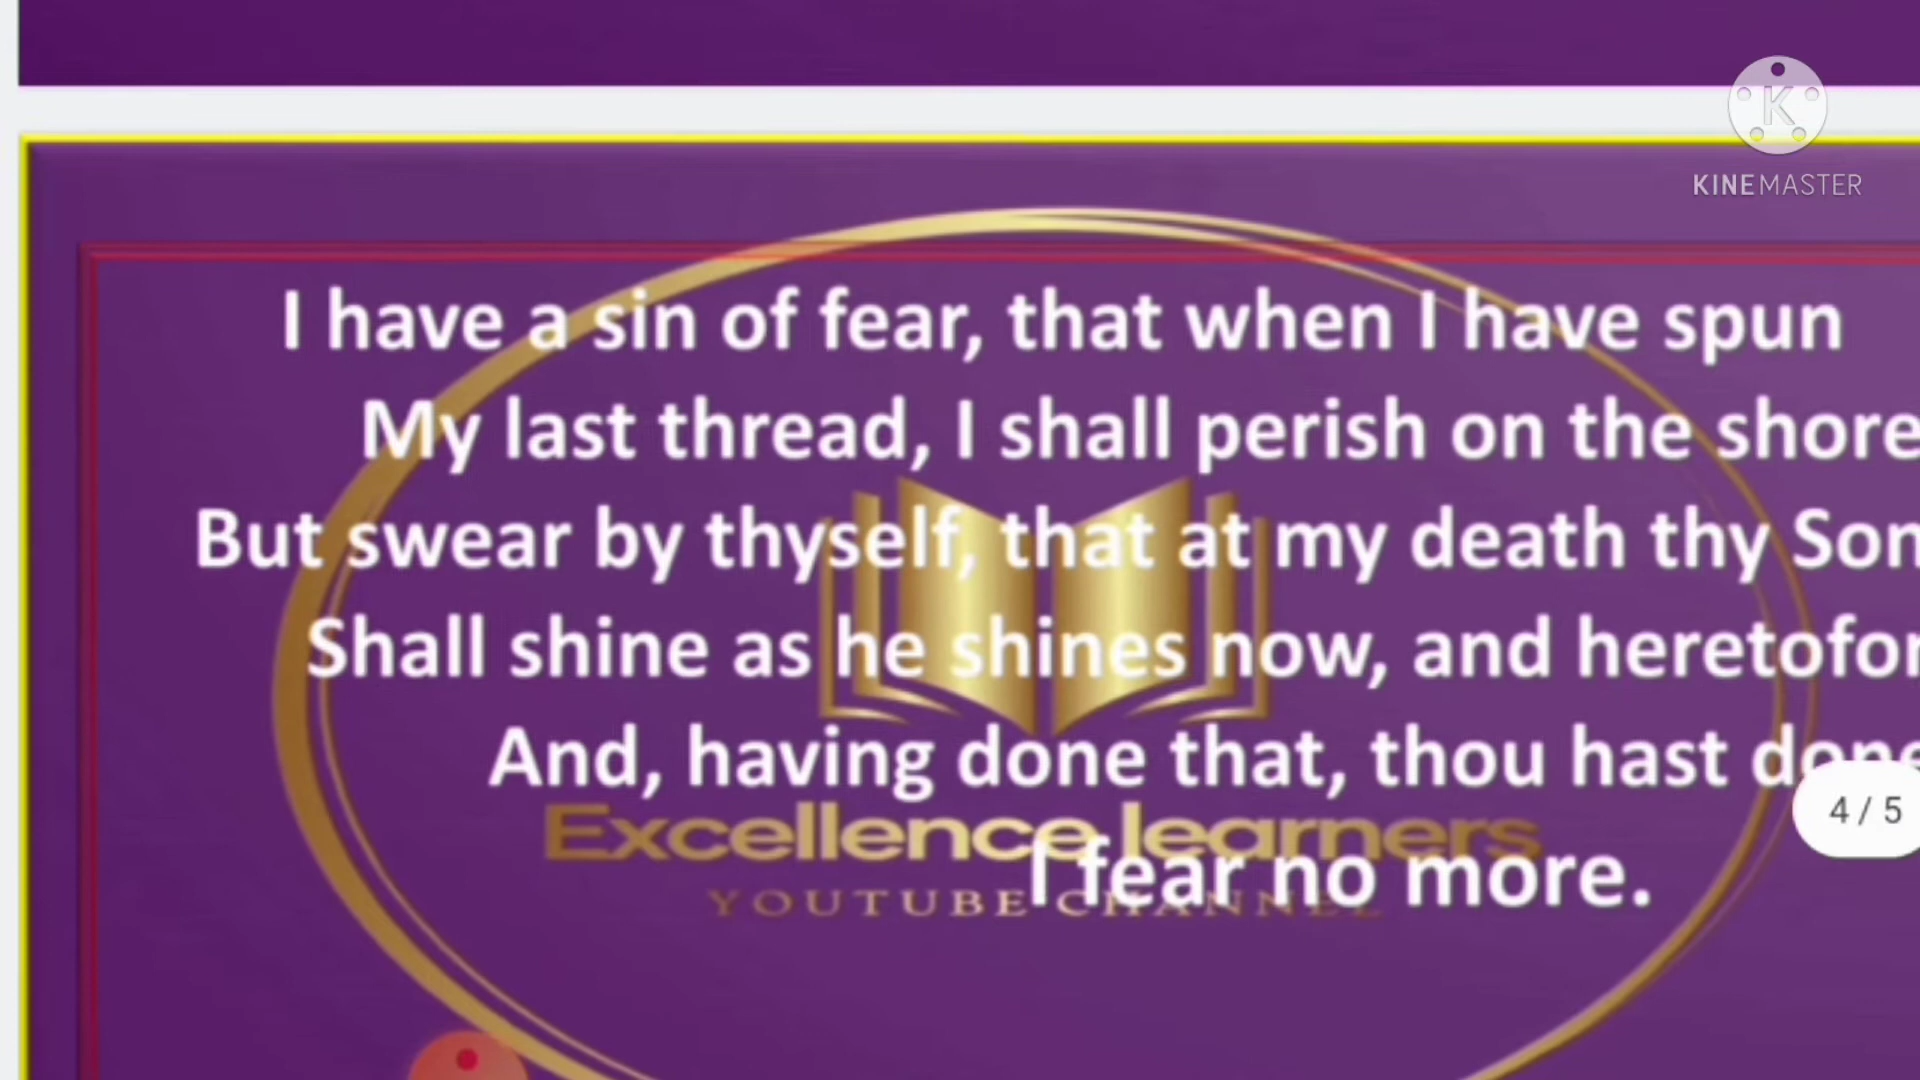 KINEMASTER
I have a sin of fear, that when I have spun
My last thread, I shall perish on the shore
But swear by thyself, that at my death thy Son
Shall shine as he shines now, and heretofor
And, having done that, thou hast done
4 / 5
Excellence learners
I fear no more.
YOUTUBE CHANNEL